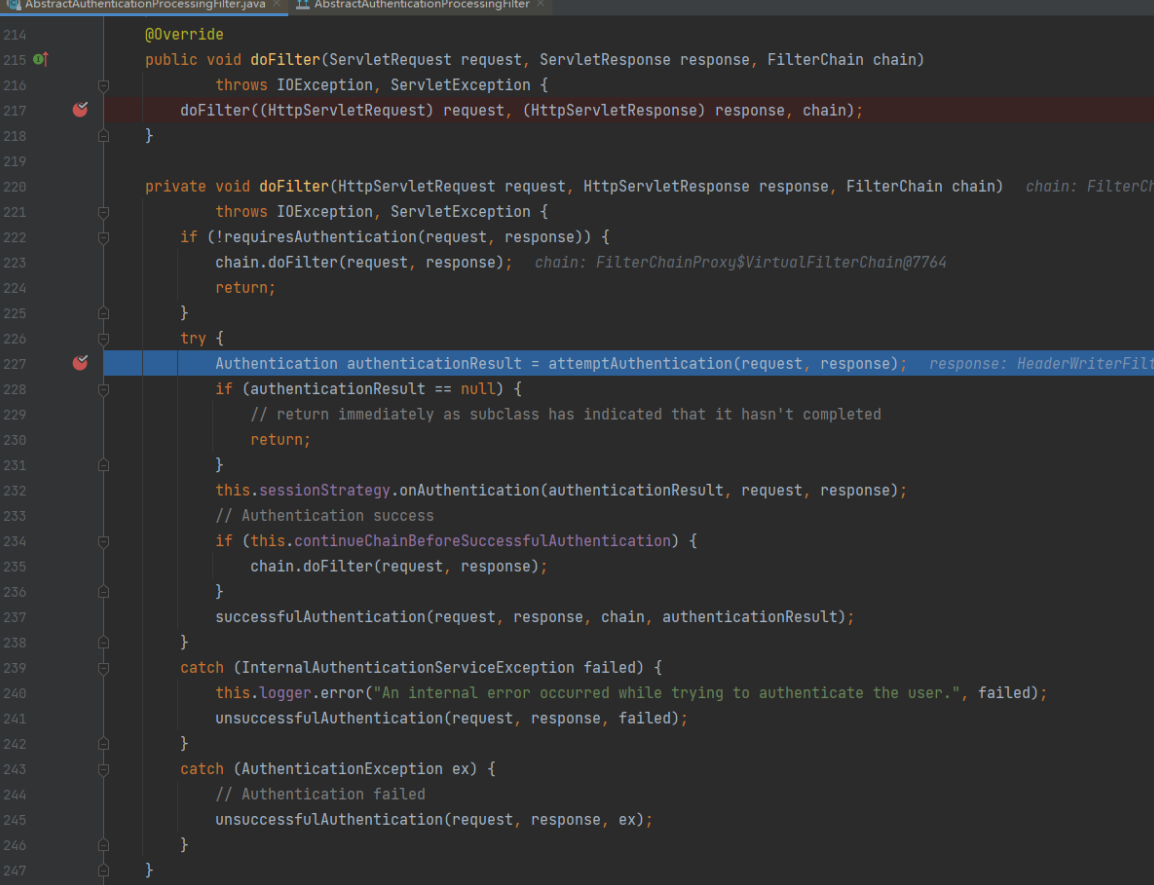 AbstractAuthenticationProcessingFilter.java × AbstractAuthenticationProcessingFilter ×
214 @Override
215 public void doFilter(ServletRequest request, ServletResponse response, FilterChain chain)
216 throws IOException, ServletException {
217 doFilter((HttpServletRequest) request, (HttpServletResponse) response, chain);
218 }
219
220 private void doFilter(HttpServletRequest request, HttpServletResponse response, FilterChain chain) chain: FilterCh
221 throws IOException, ServletException {
222 if (!requiresAuthentication(request, response)) {
223 chain.doFilter(request, response); chain: FilterChainProxy$VirtualFilterChain@7764
224 return;
225 }
226 try {
227 Authentication authenticationResult = attemptAuthentication(request, response); response: HeaderWriterFilt
228 if (authenticationResult == null) {
229 // return immediately as subclass has indicated that it hasn't completed
230 return;
231 }
232 this.sessionStrategy.onAuthentication(authenticationResult, request, response);
233 // Authentication success
234 if (this.continueChainBeforeSuccessfulAuthentication) {
235 chain.doFilter(request, response);
236 }
237 successfulAuthentication(request, response, chain, authenticationResult);
238 }
239 catch (InternalAuthenticationServiceException failed) {
240 this.logger.error("An internal error occurred while trying to authenticate the user.", failed);
241 unsuccessfulAuthentication(request, response, failed);
242 }
243 catch (AuthenticationException ex) {
244 // Authentication failed
245 unsuccessfulAuthentication(request, response, ex);
246 }
247 }